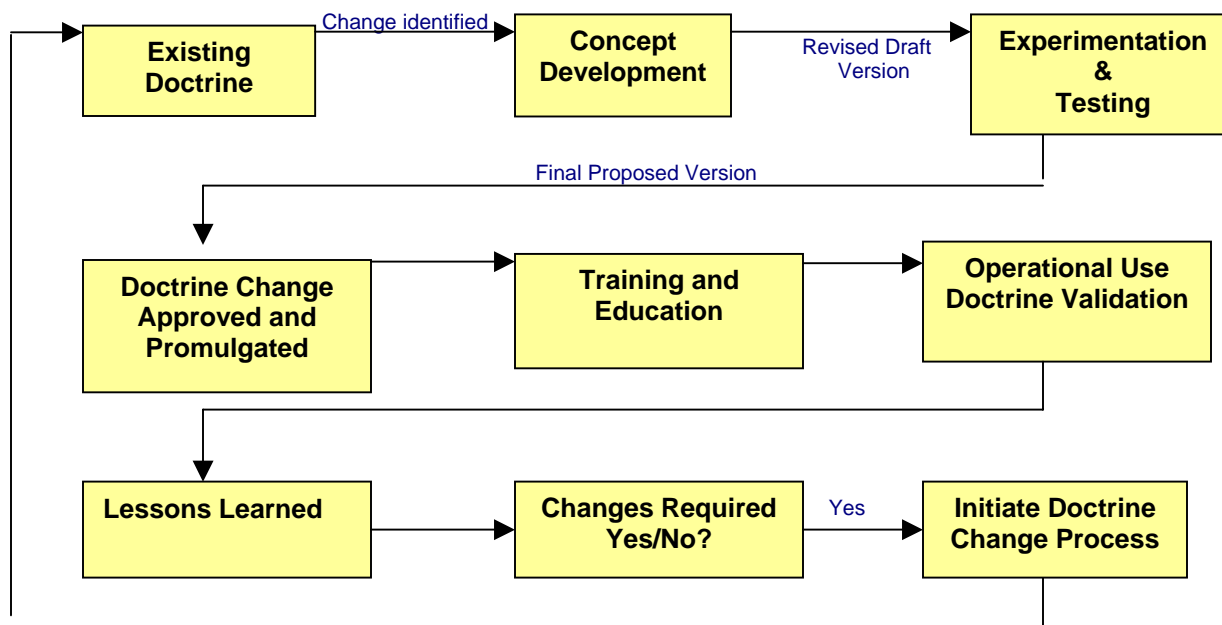 Change identified
Existing
Doctrine
Concept
Development
Revised Draft
Version
Experimentation
&
Testing
Final Proposed Version
Doctrine Change
Approved and
Promulgated
Training and
Education
Operational Use
Doctrine Validation
Lessons Learned
Changes Required
Yes/No?
Yes
Initiate Doctrine
Change Process